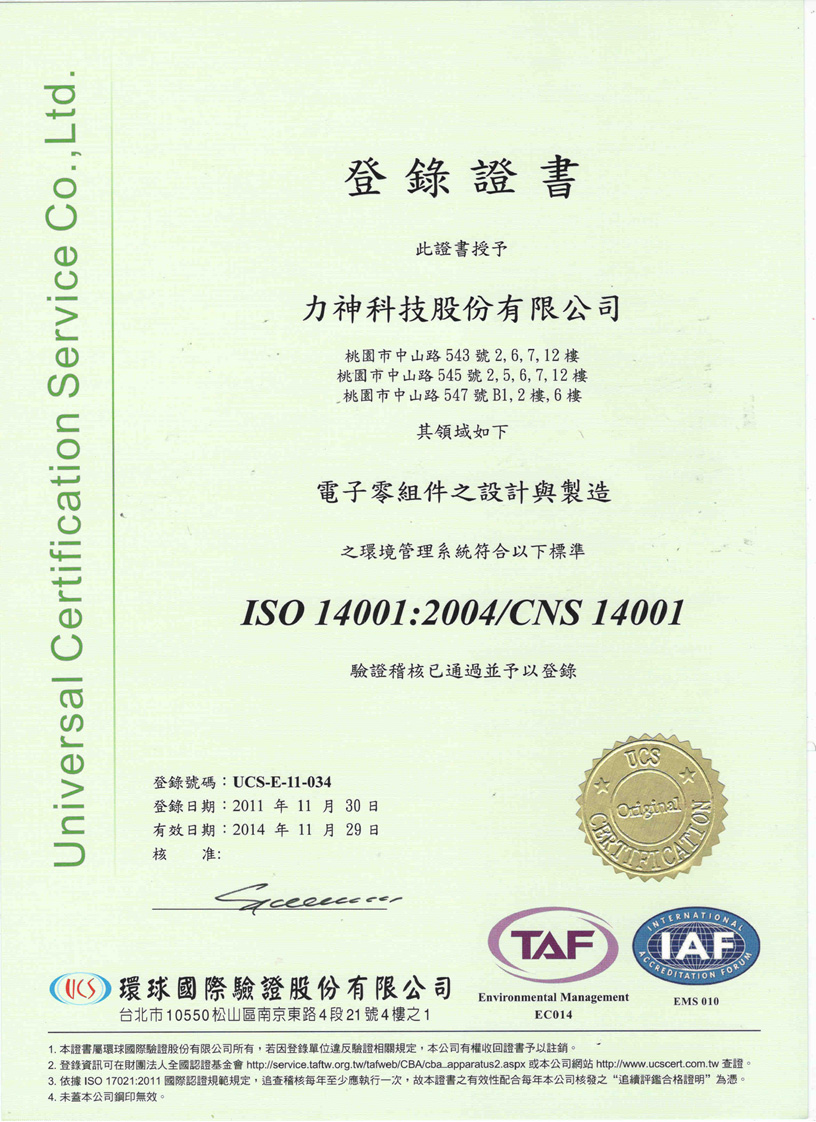 Universal Certification Service Co.,Ltd.
登錄證書
此證書授予
力神科技股份有限公司
桃園市中山路 543 號 2,6,7,12 樓
桃園市中山路 545 號 2,5,6,7,12 樓
桃園市中山路 547 號 B1,2 樓,6 樓
其領域如下
電子零組件之設計與製造
之環境管理系統符合以下標準
ISO 14001:2004/CNS 14001
驗證稽核已通過並予以登錄
登錄號碼：UCS-E-11-034
登錄日期：2011 年 11 月 30 日
有效日期：2014 年 11 月 29 日
核 准:
UCS
Original
CERTIFICATION
TAF
Environmental Management
EC014
INTERNATIONAL
IAF
ACCREDITATION FORUM
EMS 010
UCS 環球國際驗證股份有限公司
台北市10550松山區南京東路4段21號4樓之1
1. 本證書屬環球國際驗證股份有限公司所有，若因登錄單位違反驗證相關規定，本公司有權收回證書予以註銷。
2. 登錄資訊可在財團法人全國認證基金會 http://service.taftw.org.tw/tafweb/CBA/cba_apparatus2.aspx 或本公司網站 http://www.ucscert.com.tw 查證。
3. 依據 ISO 17021:2011 國際認證規範規定，追查稽核每年至少應執行一次，故本證書之有效性配合每年本公司核發之“追續評鑑合格證明”為憑。
4. 未蓋本公司鋼印無效。